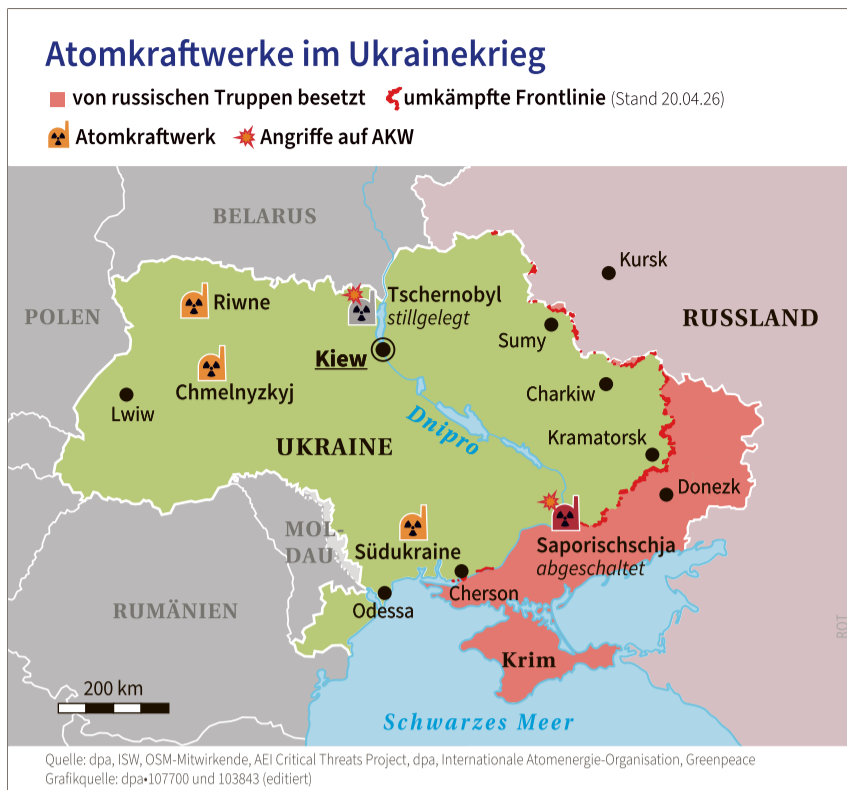 Atomkraftwerke im Ukrainekrieg
von russischen Truppen besetzt umkämpfte Frontlinie (Stand 20.04.26)
Atomkraftwerk Angriffe auf AKW
BELARUS
Kursk
Riwne
Tschernobyl
stillgelegt
POLEN
RUSSLAND
Sumy
Kiew
Chmelnyzkyj
Charkiw
Lwiw
Dnipro
Kramatorsk
UKRAINE
Donezk
MOL-
DAU
Südukraine
Saporischschja
abgeschaltet
Cherson
Odessa
RUMÄNIEN
ROT
Krim
200 km
Schwarzes Meer
Quelle: dpa, ISW, OSM-Mitwirkende, AEI Critical Threats Project, dpa, Internationale Atomenergie-Organisation, Greenpeace
Grafikquelle: dpa•107700 und 103843 (editiert)